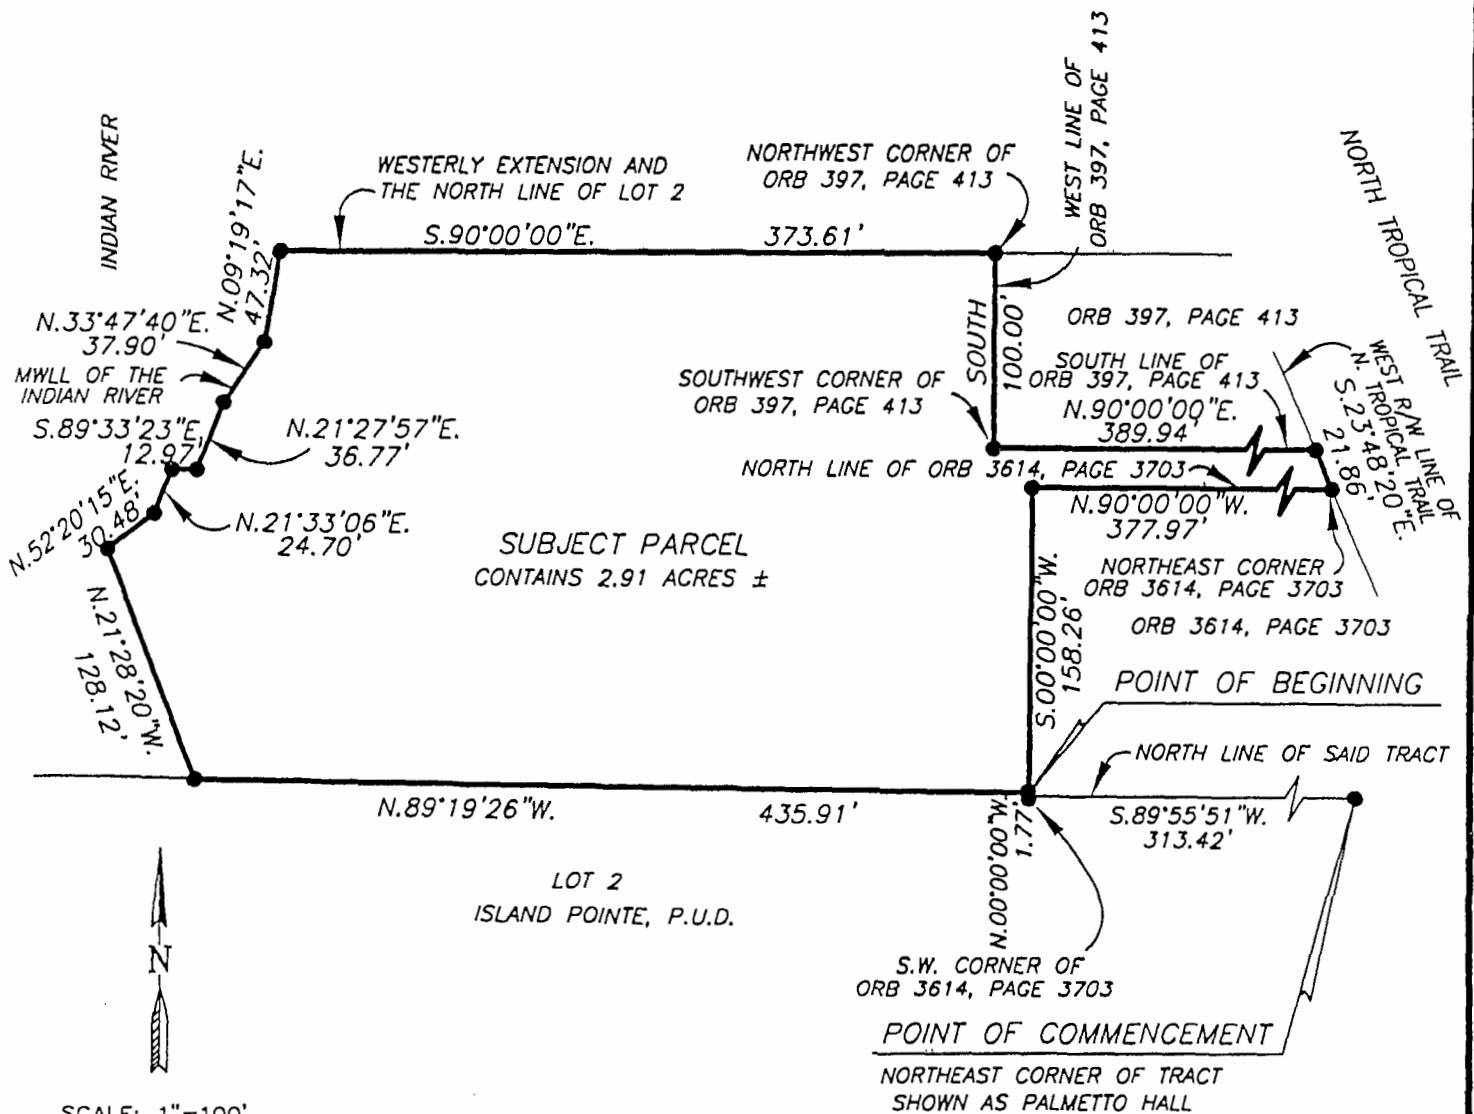 INDIAN RIVER
WESTERLY EXTENSION AND
THE NORTH LINE OF LOT 2
NORTHWEST CORNER OF
ORB 397, PAGE 413
WEST LINE OF
ORB 397, PAGE 413
NORTH TROPICAL TRAIL
S.90°00'00"E.
373.61'
N.09°19'17"E.
47.32'
N.33°47'40"E.
37.90'
MWLL OF THE
INDIAN RIVER
S.89°33'23"E.
12.97'
N.21°27'57"E.
36.77'
N.52°20'15"E.
30.48'
N.21°33'06"E.
24.70'
SOUTH
100.00'
ORB 397, PAGE 413
SOUTH LINE OF
ORB 397, PAGE 413
SOUTHWEST CORNER OF
ORB 397, PAGE 413
N.90°00'00"E.
389.94'
WEST R/W LINE OF
N. TROPICAL TRAIL
S.23°48'20"E.
21.86'
NORTH LINE OF ORB 3614, PAGE 3703
N.90°00'00"W.
377.97'
SUBJECT PARCEL
CONTAINS 2.91 ACRES ±
NORTHEAST CORNER
ORB 3614, PAGE 3703
ORB 3614, PAGE 3703
S.00°00'00"W.
158.26'
N.21°28'20"W.
128.12'
POINT OF BEGINNING
NORTH LINE OF SAID TRACT
N.89°19'26"W.
435.91'
N.00°00'00"W.
1.77'
S.89°55'51"W.
313.42'
LOT 2
ISLAND POINTE, P.U.D.
N
S.W. CORNER OF
ORB 3614, PAGE 3703
POINT OF COMMENCEMENT
NORTHEAST CORNER OF TRACT
SHOWN AS PALMETTO HALL
SCALE: 1"=100'